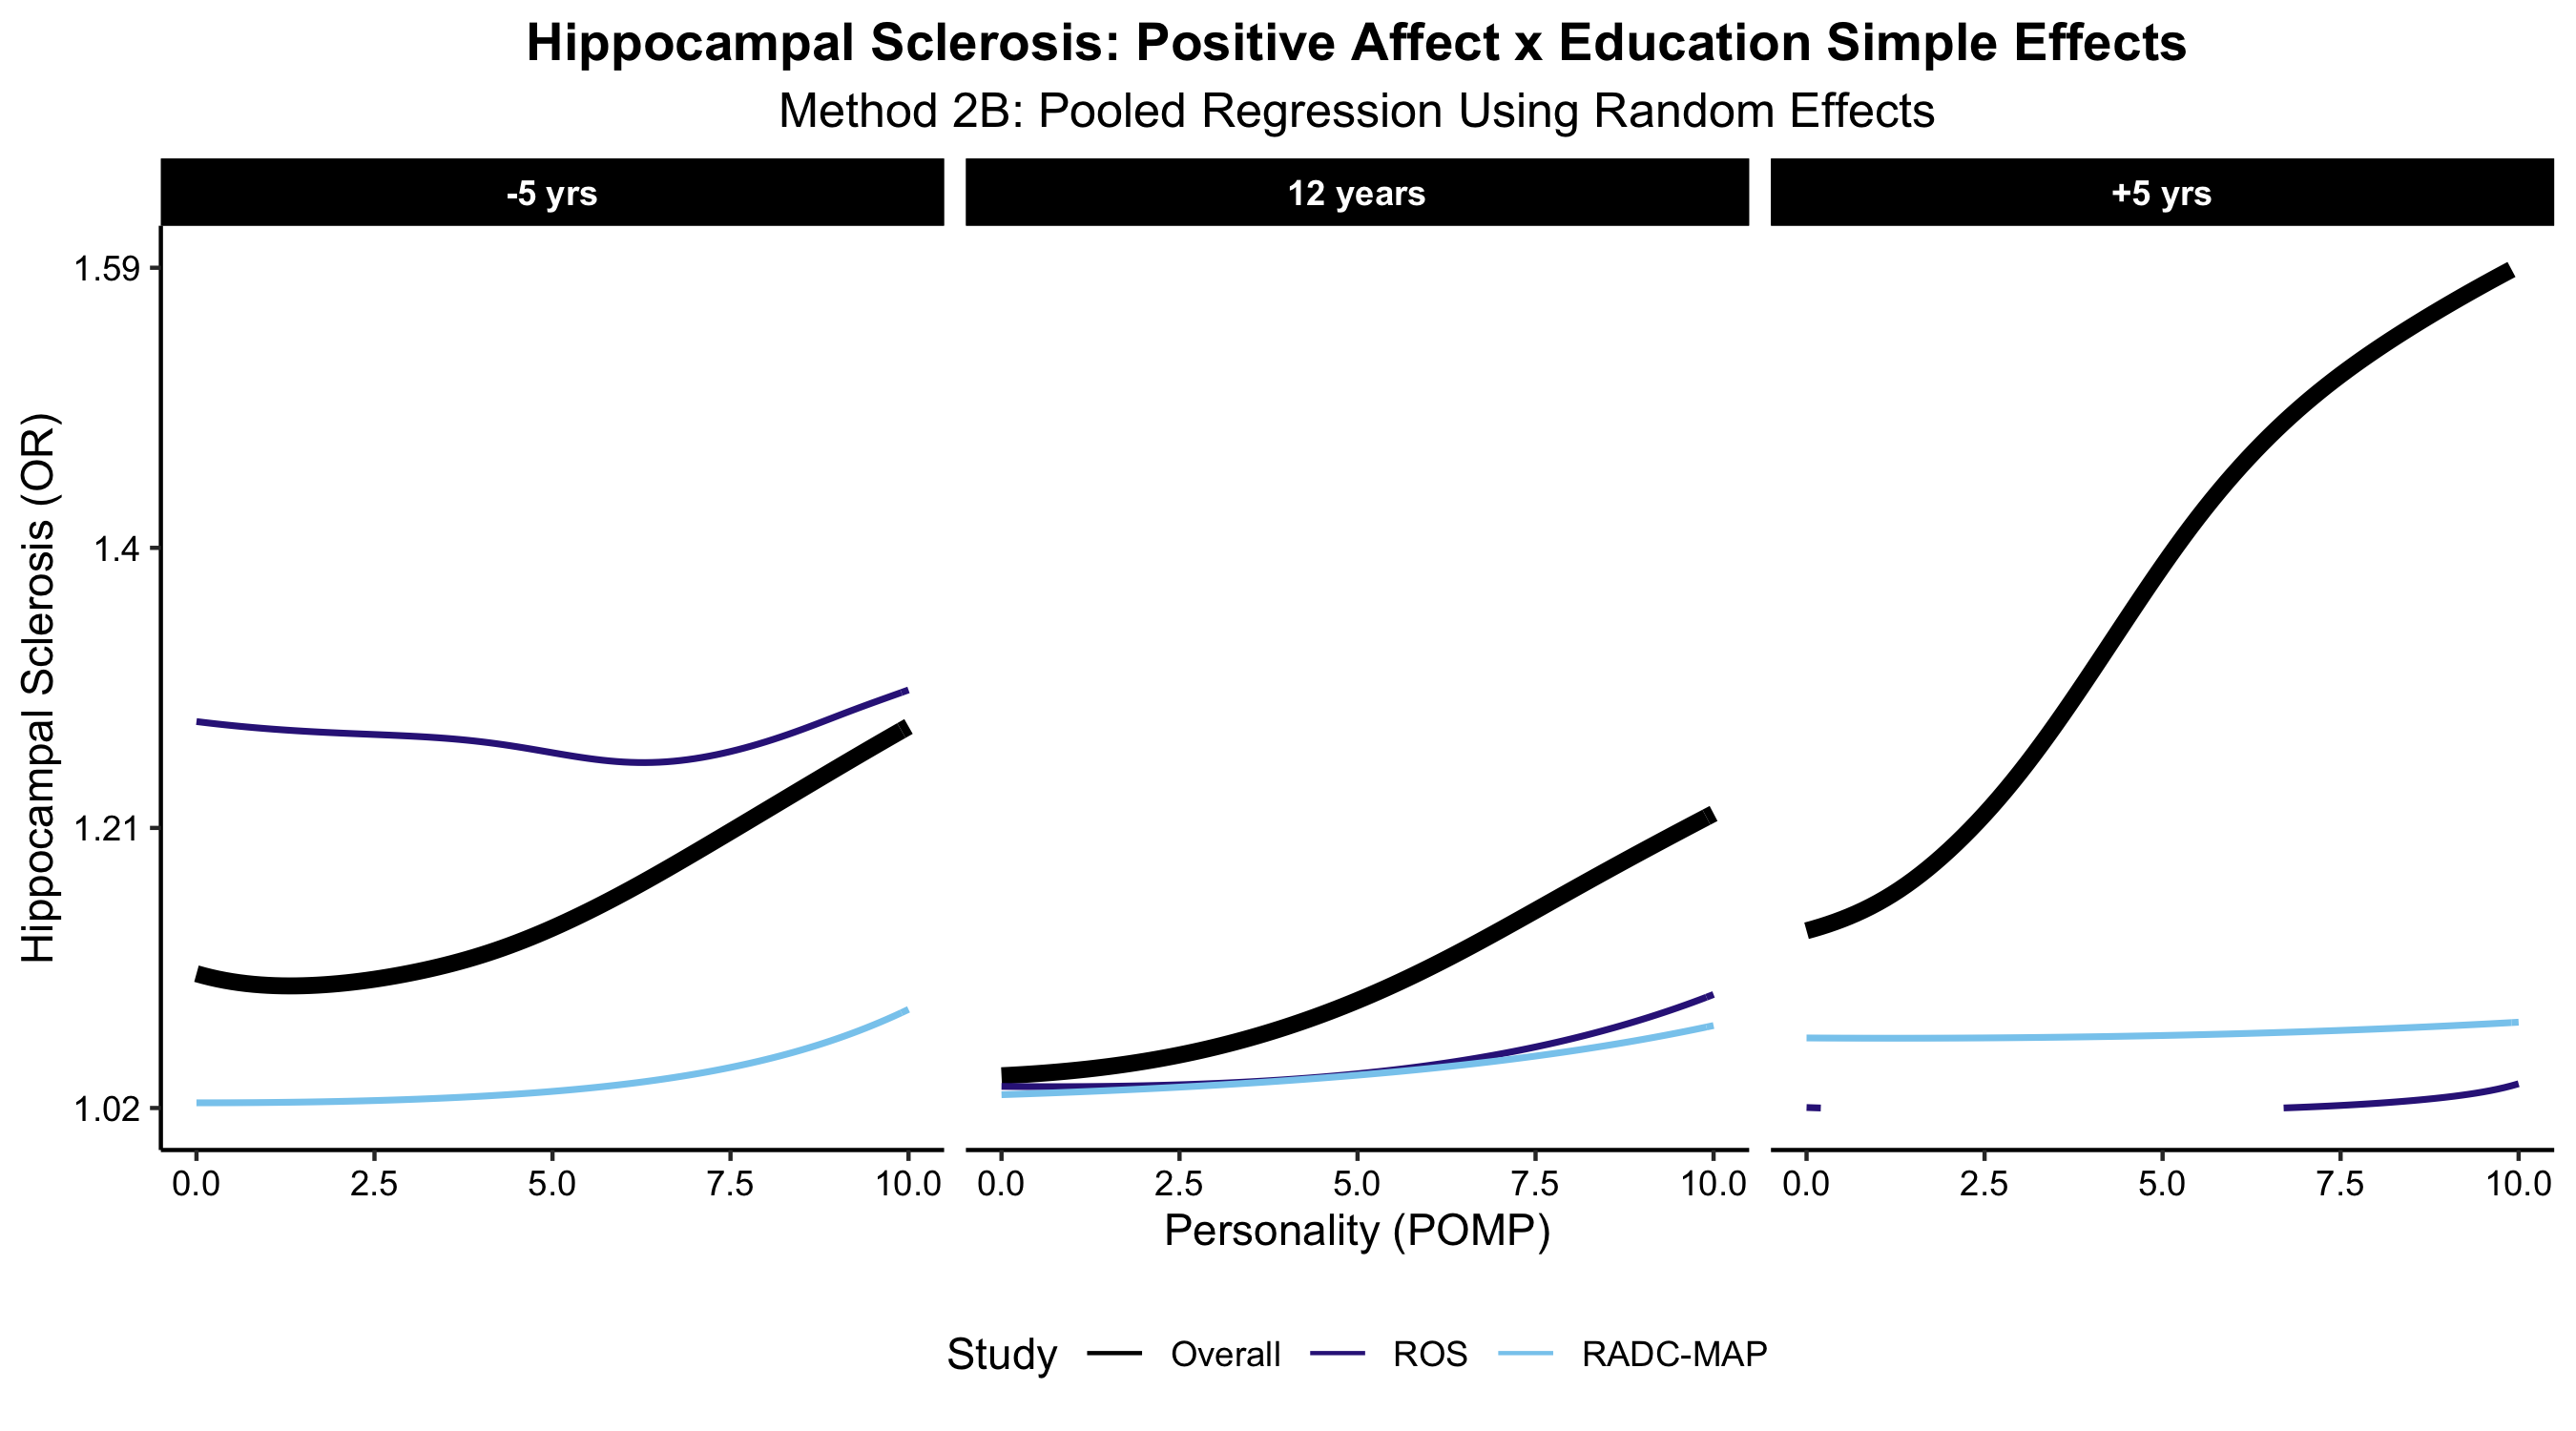 Hippocampal Sclerosis: Positive Affect x Education Simple Effects
Method 2B: Pooled Regression Using Random Effects
-5 yrs 12 years +5 yrs
Hippocampal Sclerosis (OR)
1.59
1.4
1.21
1.02
0.0 2.5 5.0 7.5 10.0 0.0 2.5 5.0 7.5 10.0 0.0 2.5 5.0 7.5 10.0
Personality (POMP)
Study Overall ROS RADC-MAP